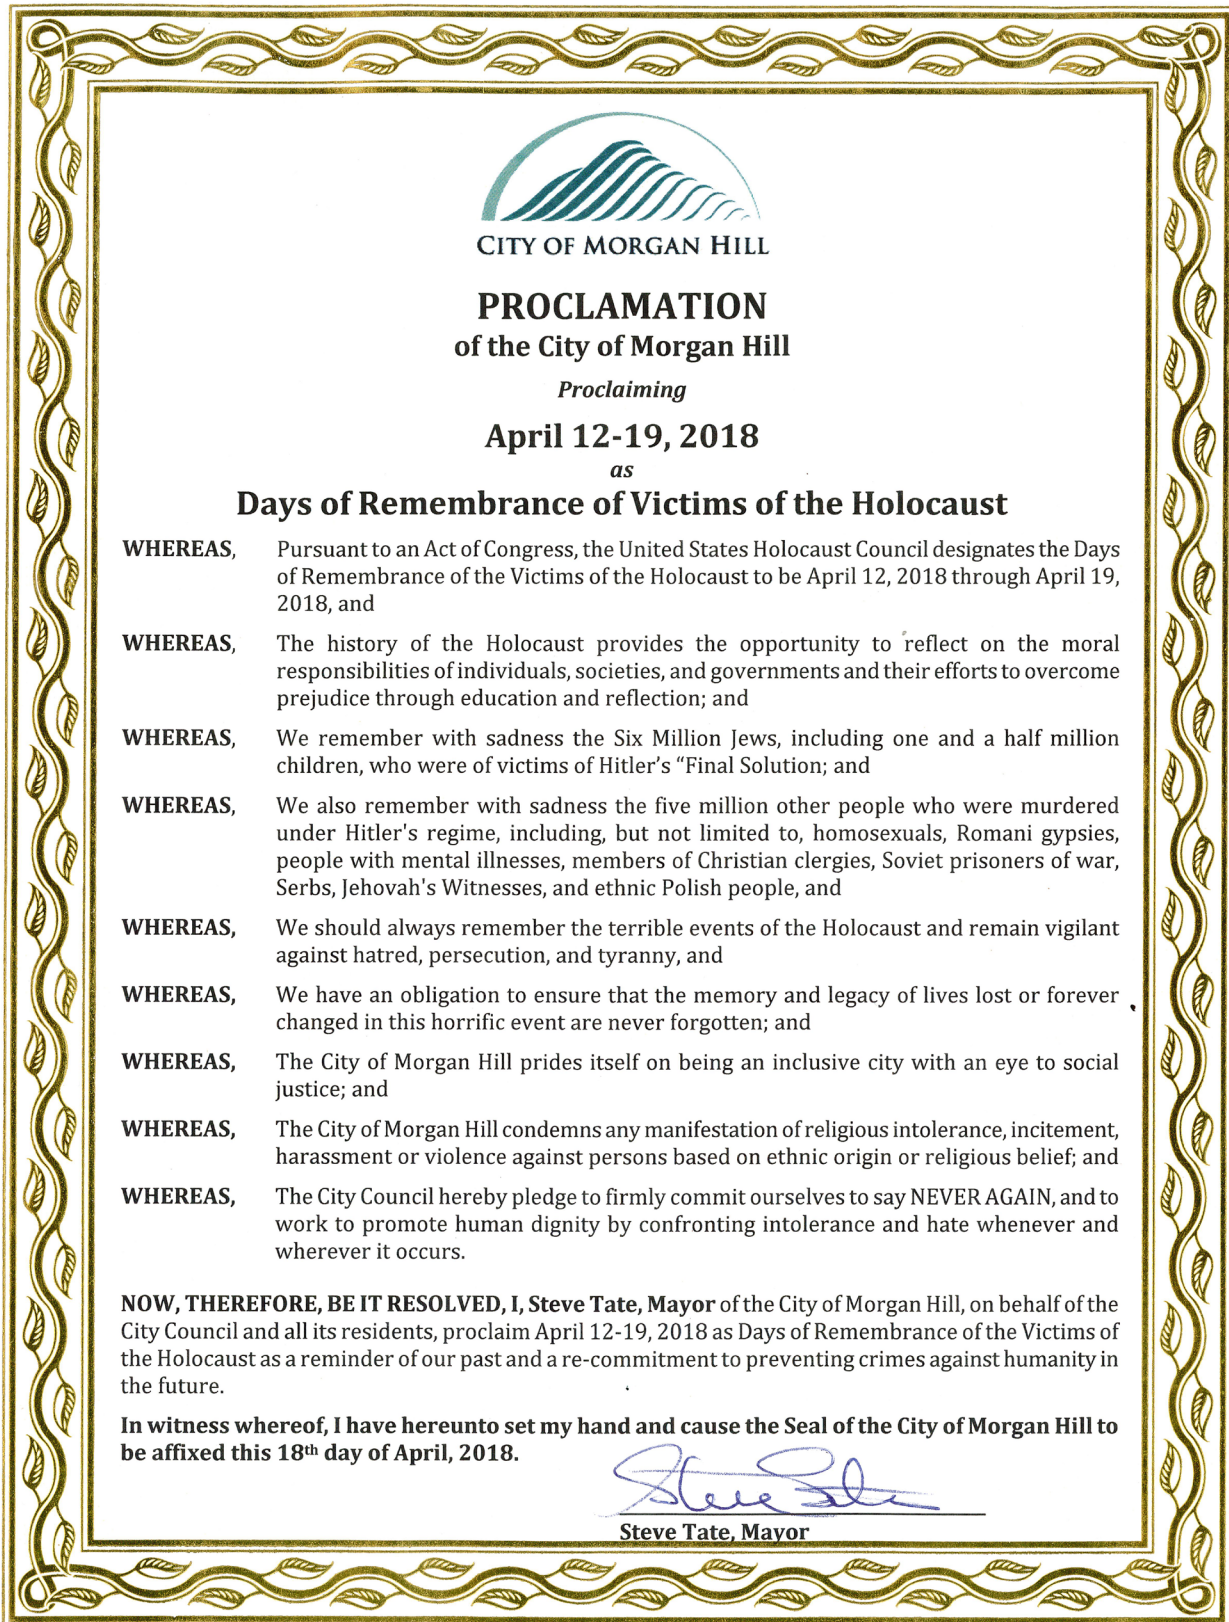 CITY OF MORGAN HILL
PROCLAMATION
of the City of Morgan Hill
Proclaiming
April 12-19, 2018
as
Days of Remembrance of Victims of the Holocaust
WHEREAS, Pursuant to an Act of Congress, the United States Holocaust Council designates the Days
of Remembrance of the Victims of the Holocaust to be April 12, 2018 through April 19,
2018, and
WHEREAS, The history of the Holocaust provides the opportunity to reflect on the moral
responsibilities of individuals, societies, and governments and their efforts to overcome
prejudice through education and reflection; and
WHEREAS, We remember with sadness the Six Million Jews, including one and a half million
children, who were of victims of Hitler’s “Final Solution; and
WHEREAS, We also remember with sadness the five million other people who were murdered
under Hitler's regime, including, but not limited to, homosexuals, Romani gypsies,
people with mental illnesses, members of Christian clergies, Soviet prisoners of war,
Serbs, Jehovah's Witnesses, and ethnic Polish people, and
WHEREAS, We should always remember the terrible events of the Holocaust and remain vigilant
against hatred, persecution, and tyranny, and
WHEREAS, We have an obligation to ensure that the memory and legacy of lives lost or forever
changed in this horrific event are never forgotten; and
WHEREAS, The City of Morgan Hill prides itself on being an inclusive city with an eye to social
justice; and
WHEREAS, The City of Morgan Hill condemns any manifestation of religious intolerance, incitement,
harassment or violence against persons based on ethnic origin or religious belief; and
WHEREAS, The City Council hereby pledge to firmly commit ourselves to say NEVER AGAIN, and to
work to promote human dignity by confronting intolerance and hate whenever and
wherever it occurs.
NOW, THEREFORE, BE IT RESOLVED, I, Steve Tate, Mayor of the City of Morgan Hill, on behalf of the
City Council and all its residents, proclaim April 12-19, 2018 as Days of Remembrance of the Victims of
the Holocaust as a reminder of our past and a re-commitment to preventing crimes against humanity in
the future.
In witness whereof, I have hereunto set my hand and cause the Seal of the City of Morgan Hill to
be affixed this 18th day of April, 2018.
Steve Tate
Steve Tate, Mayor